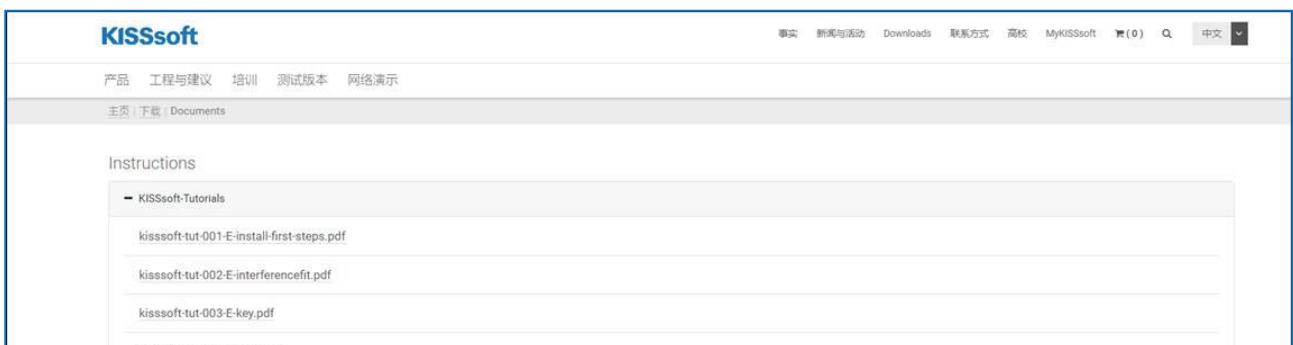 KISSsoft
事实 新闻与活动 Downloads 联系方式 高校 MyKISSsoft (0) 中文
产品 工程与建议 培训 测试版本 网络演示
主页 | 下载 | Documents
Instructions
KISSsoft-Tutorials
kisssoft-tut-001-E-install-first-steps.pdf
kisssoft-tut-002-E-interferencefit.pdf
kisssoft-tut-003-E-key.pdf